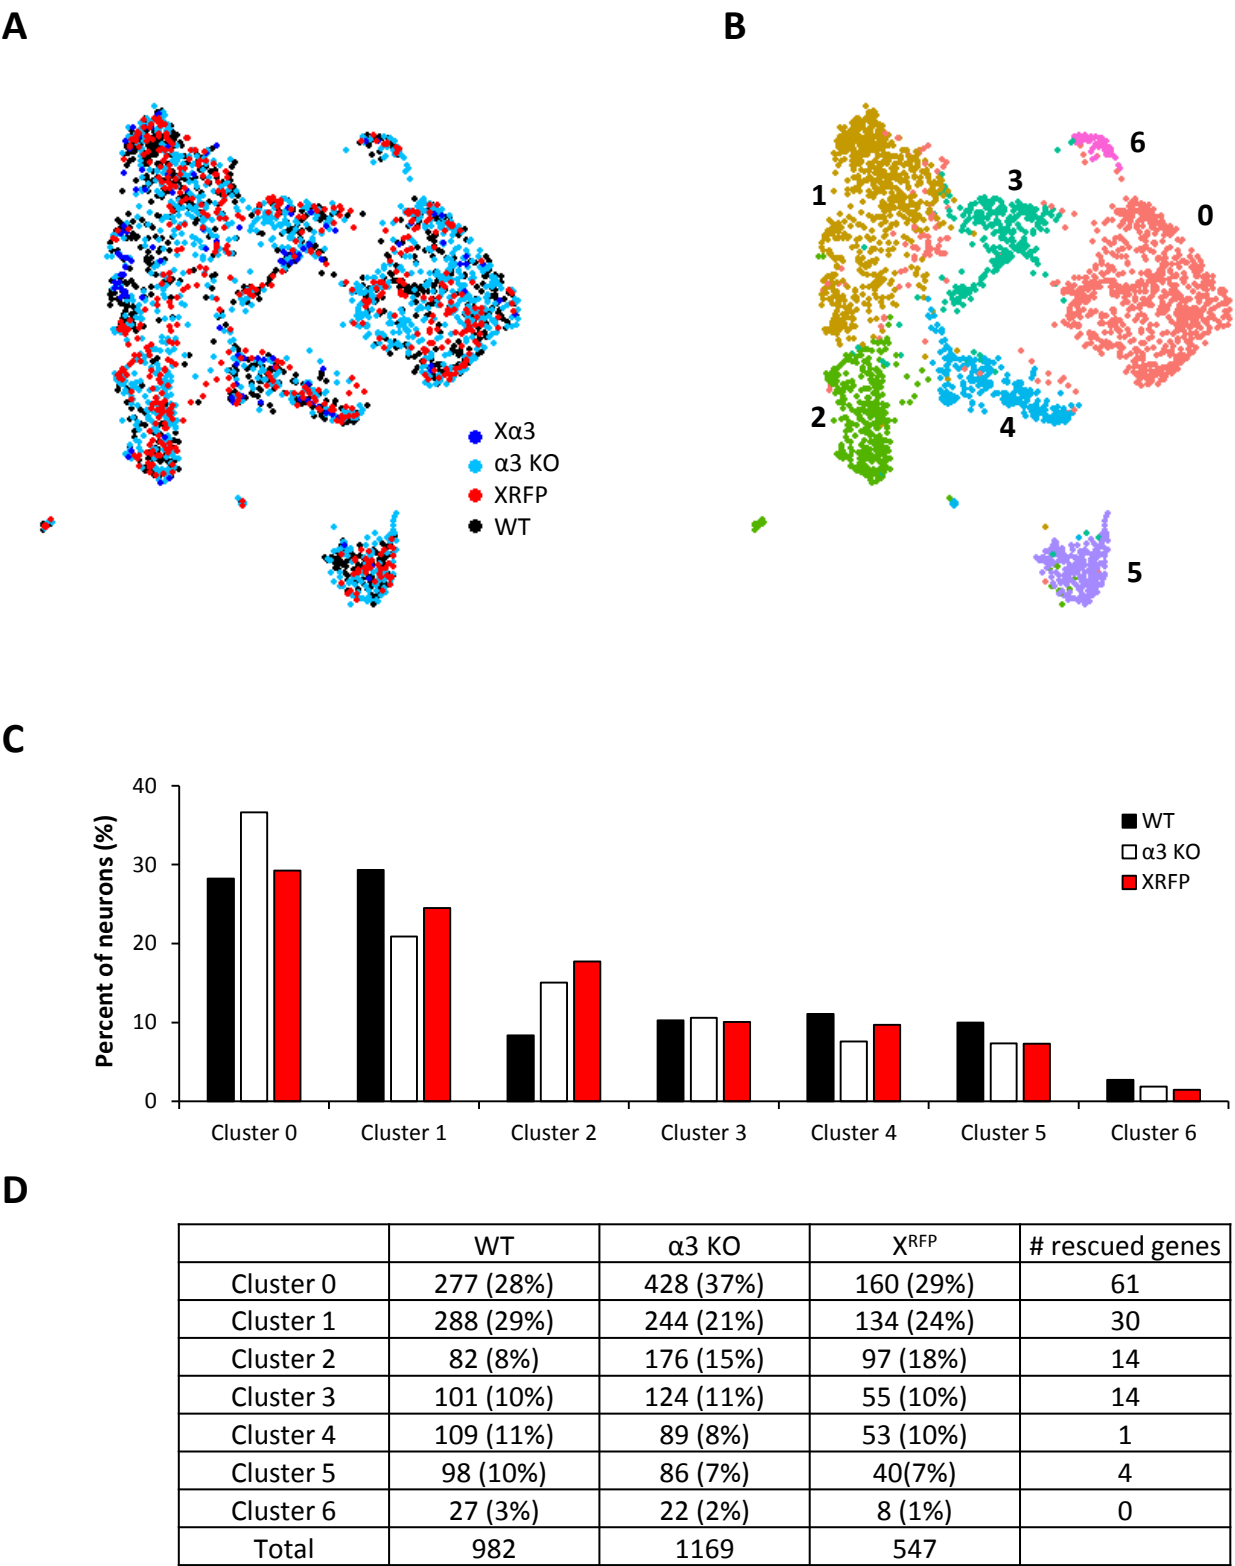 A
B
6
3
1
0
Xα3
α3 KO
XRFP
WT
2
4
5
C
Percent of neurons (%)
40
30
20
10
0
WT
α3 KO
XRFP
Cluster 0 Cluster 1 Cluster 2 Cluster 3 Cluster 4 Cluster 5 Cluster 6
D
WT α3 KO XRFP # rescued genes
Cluster 0 277 (28%) 428 (37%) 160 (29%) 61
Cluster 1 288 (29%) 244 (21%) 134 (24%) 30
Cluster 2 82 (8%) 176 (15%) 97 (18%) 14
Cluster 3 101 (10%) 124 (11%) 55 (10%) 14
Cluster 4 109 (11%) 89 (8%) 53 (10%) 1
Cluster 5 98 (10%) 86 (7%) 40(7%) 4
Cluster 6 27 (3%) 22 (2%) 8 (1%) 0
Total 982 1169 547